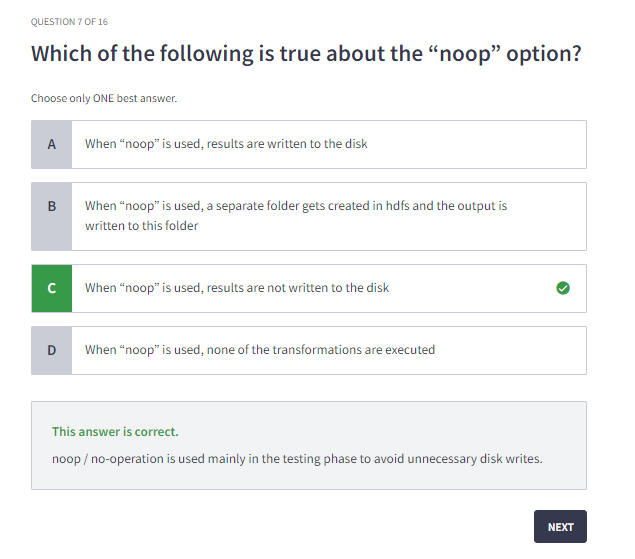 QUESTION 7 OF 16
Which of the following is true about the “noop” option?
Choose only ONE best answer.
A
When “noop” is used, results are written to the disk
B
When “noop” is used, a separate folder gets created in hdfs and the output is
written to this folder
C
When “noop” is used, results are not written to the disk
D
When “noop” is used, none of the transformations are executed
This answer is correct.
noop / no-operation is used mainly in the testing phase to avoid unnecessary disk writes.
NEXT